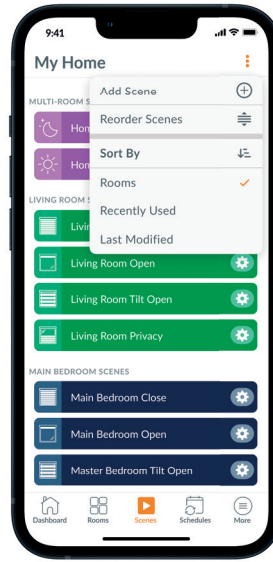 9:41
My Home
Add Scene
MULTI-ROOM S
Hom
Reorder Scenes
Hom
Sort By
Rooms
LIVING ROOM S
Recently Used
Livin
Last Modified
Living Room Open
Living Room Tilt Open
Living Room Privacy
MAIN BEDROOM SCENES
Main Bedroom Close
Main Bedroom Open
Master Bedroom Tilt Open
Dashboard Rooms Scenes Schedules More